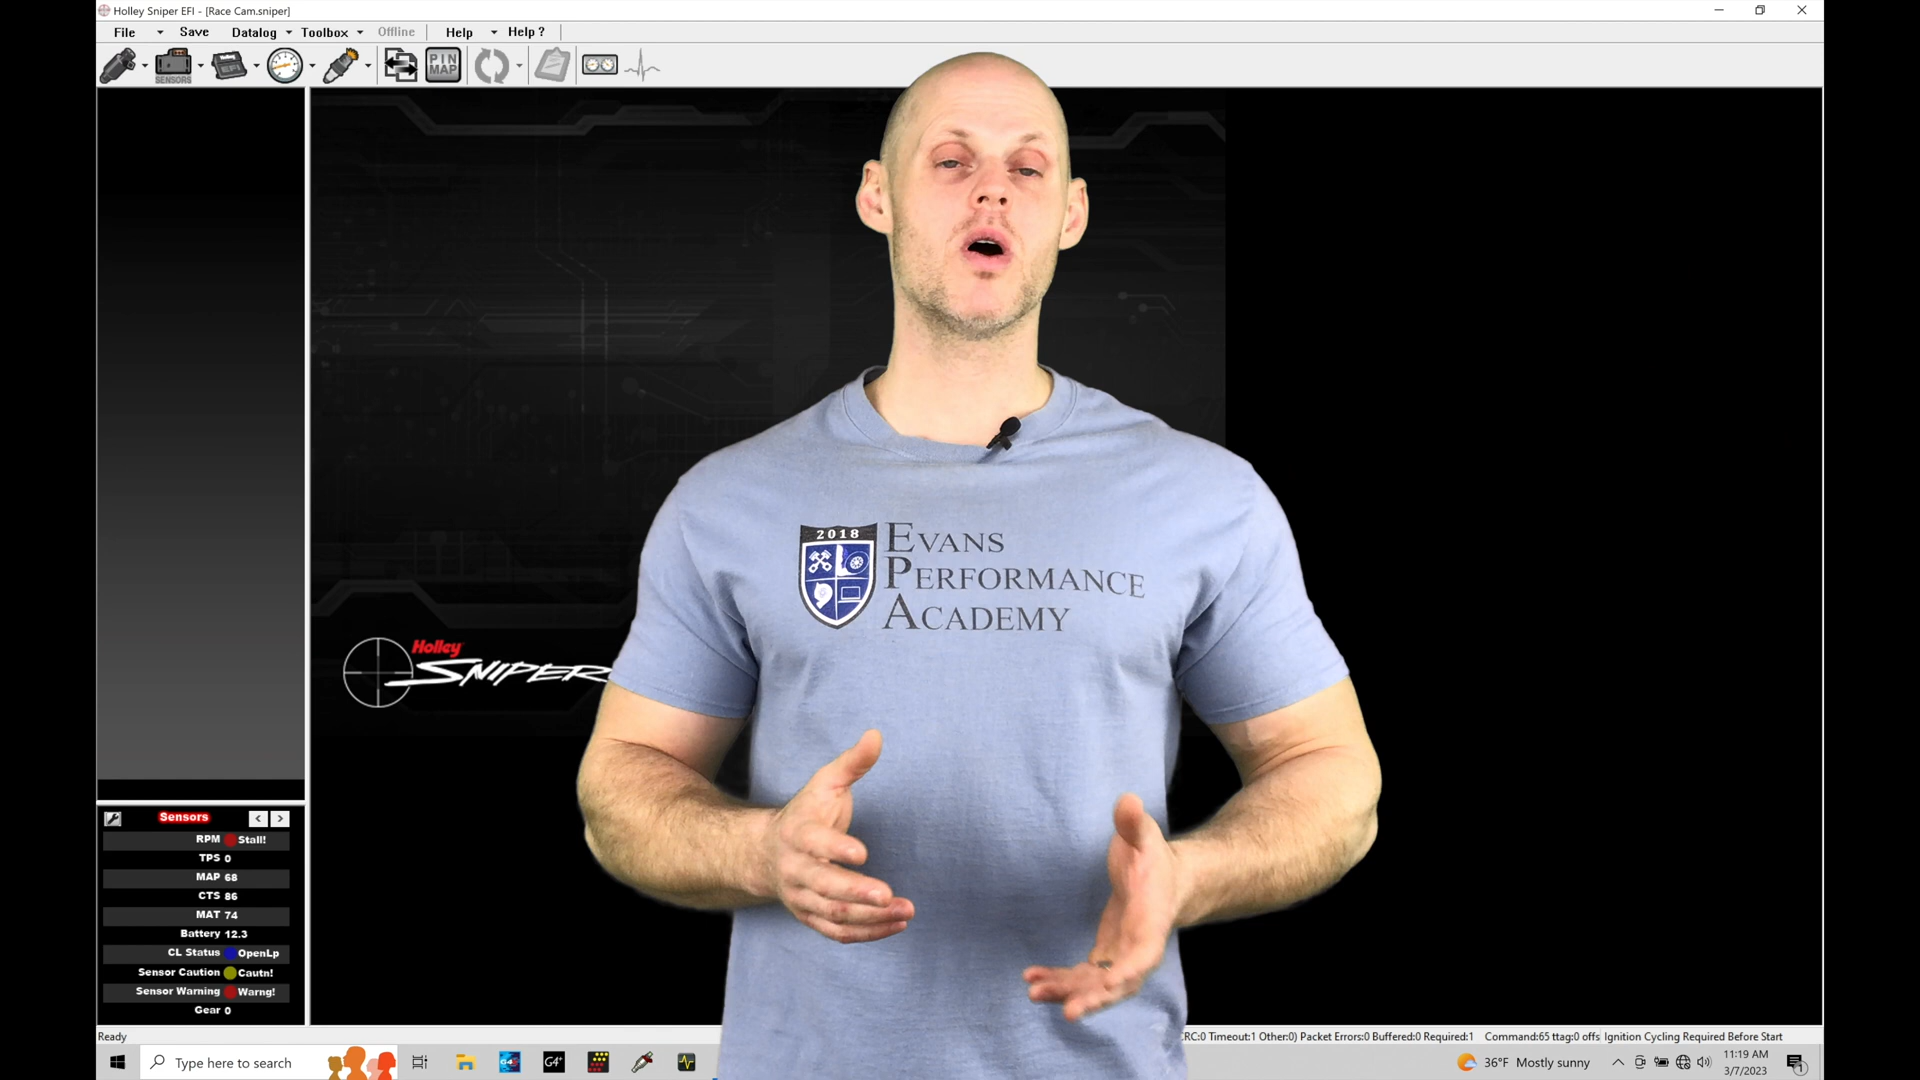 Holley Sniper EFI - [Race Cam.sniper]
File Save Datalog Toolbox Offline Help Help ?
SENSORS
EFI
PIN
MAP
2018
EVANS
PERFORMANCE
ACADEMY
Holley
SNIPER
Sensors
RPM Stall!
TPS 0
MAP 68
CTS 86
MAT 74
Battery 12.3
CL Status OpenLp
Sensor Caution Cautn!
Sensor Warning Warng!
Gear 0
Ready
CRC:0 Timeout:1 Other:0) Packet Errors:0 Buffered:0 Required:1 Command:65 ttag:0 offs Ignition Cycling Required Before Start
Type here to search
G4+
36°F Mostly sunny
11:19 AM
3/7/2023
1